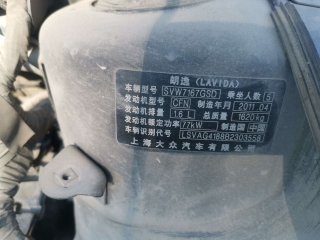 朗逸 (LAVIDA)
车辆型号 SVW7167GSD 乘坐人数 5
发动机型号 CFN 制造年月 2011.04
发动机排量 1.6 L 总质量 1620kg
发动机额定功率 77kW 制造国 中国
车辆识别代号 LSVAG4188B2303558
上海大众汽车有限公司